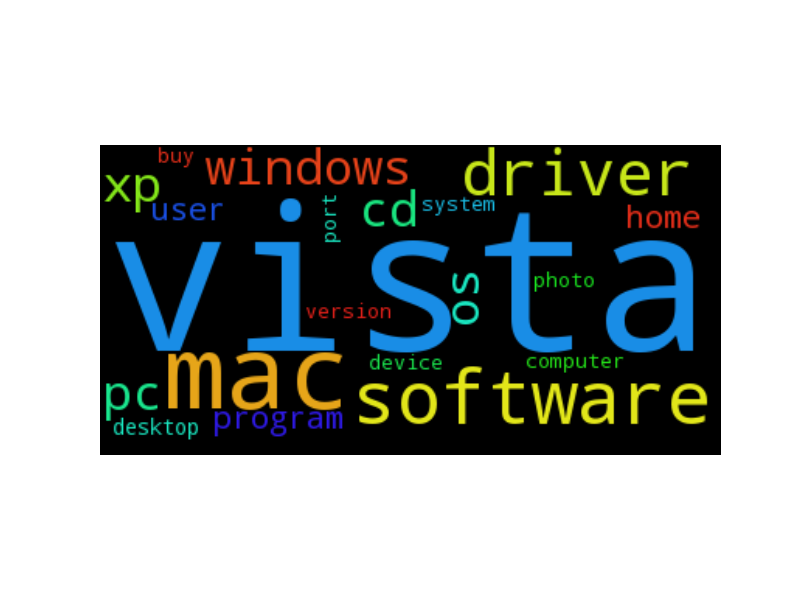 buy
windows
driver
xp
user
port
cd
system
home
vista
os
photo
version
mac
device
computer
pc
software
program
desktop